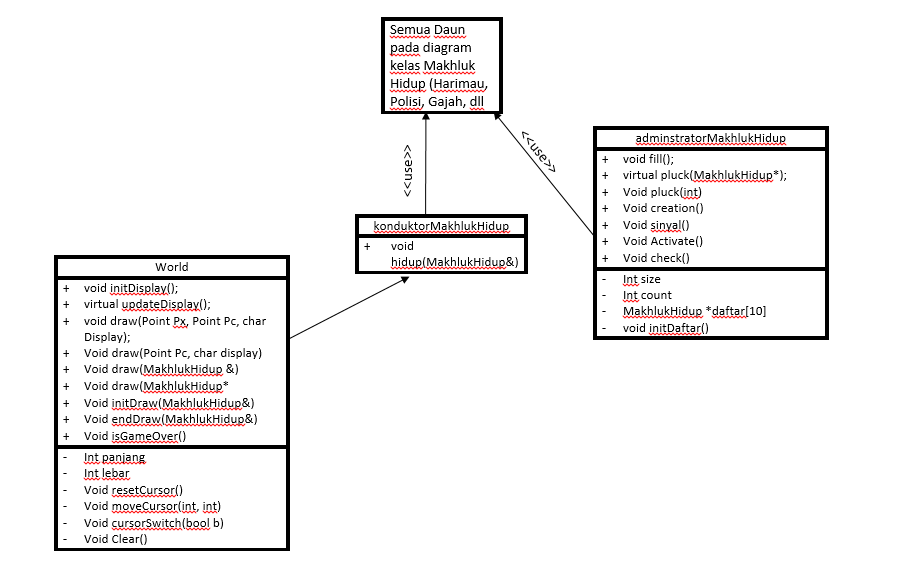 Semua Daun
pada diagram
kelas Makhluk
Hidup (Harimau,
Polisi, Gajah, dll
<<use>>
<<use>>
adminstratorMakhlukHidup
+ void fill();
+ virtual pluck(MakhlukHidup*);
+ Void pluck(int)
+ Void creation()
+ Void sinyal()
+ Void Activate()
+ Void check()
- Int size
- Int count
- MakhlukHidup *daftar[10]
- void initDaftar()
konduktorMakhlukHidup
+ void
hidup(MakhlukHidup&)
World
+ void initDisplay();
+ virtual updateDisplay();
+ void draw(Point Px, Point Pc, char
Display);
+ Void draw(Point Pc, char display)
+ Void draw(MakhlukHidup &)
+ Void draw(MakhlukHidup*
+ Void initDraw(MakhlukHidup&)
+ Void endDraw(MakhlukHidup&)
+ Void isGameOver()
- Int panjang
- Int lebar
- Void resetCursor()
- Void moveCursor(int, int)
- Void cursorSwitch(bool b)
- Void Clear()